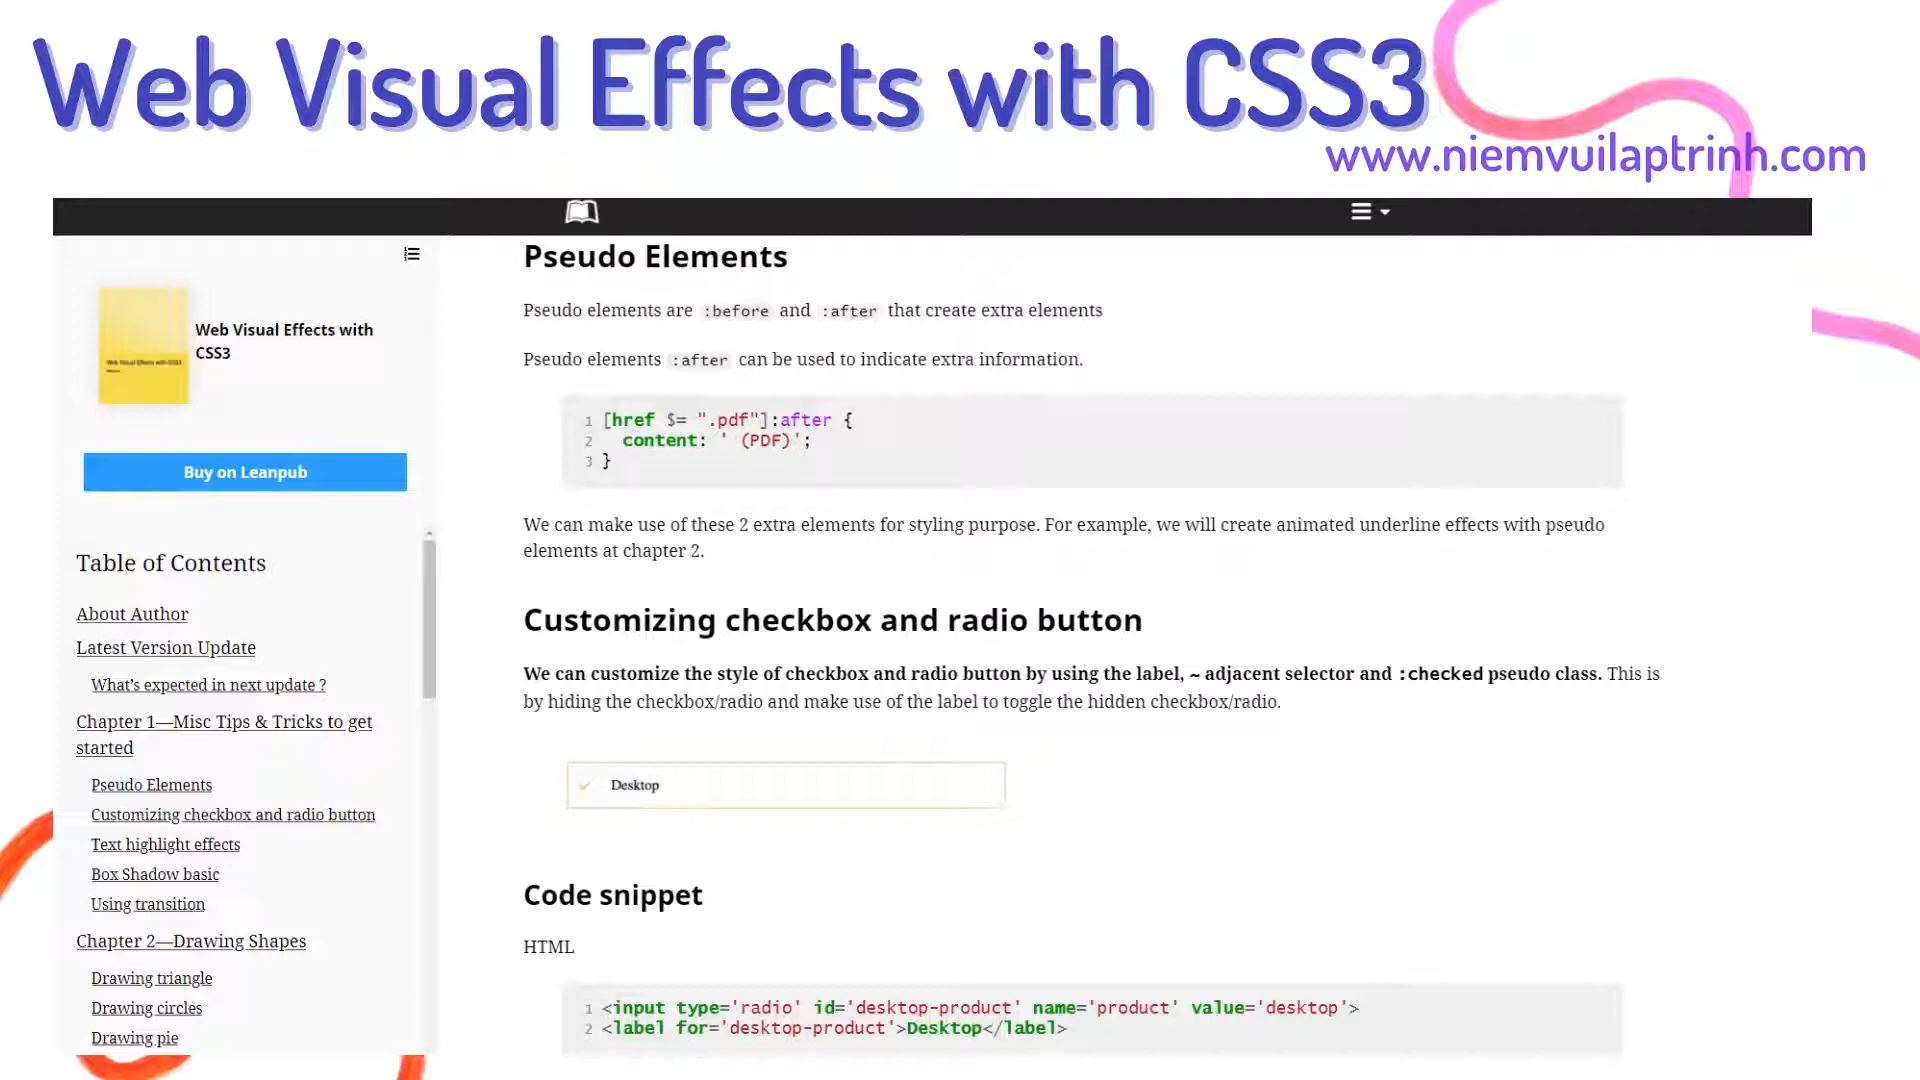 Web Visual Effects with CSS3
www.niemvuilaptrinh.com
Web Visual Effects with CSS3
Web Visual Effects with
CSS3
Buy on Leanpub
Table of Contents
About Author
Latest Version Update
What's expected in next update ?
Chapter 1—Misc Tips & Tricks to get
started
Pseudo Elements
Customizing checkbox and radio button
Text highlight effects
Box Shadow basic
Using transition
Chapter 2—Drawing Shapes
Drawing triangle
Drawing circles
Drawing pie
Pseudo Elements
Pseudo elements are :before and :after that create extra elements
Pseudo elements :after can be used to indicate extra information.
1 [href $= ".pdf"]:after {
2   content: ' (PDF)';
3 }
We can make use of these 2 extra elements for styling purpose. For example, we will create animated underline effects with pseudo
elements at chapter 2.
Customizing checkbox and radio button
We can customize the style of checkbox and radio button by using the label, ~ adjacent selector and :checked pseudo class. This is
by hiding the checkbox/radio and make use of the label to toggle the hidden checkbox/radio.
Desktop
Code snippet
HTML
1 <input type='radio' id='desktop-product' name='product' value='desktop'>
2 <label for='desktop-product'>Desktop</label>